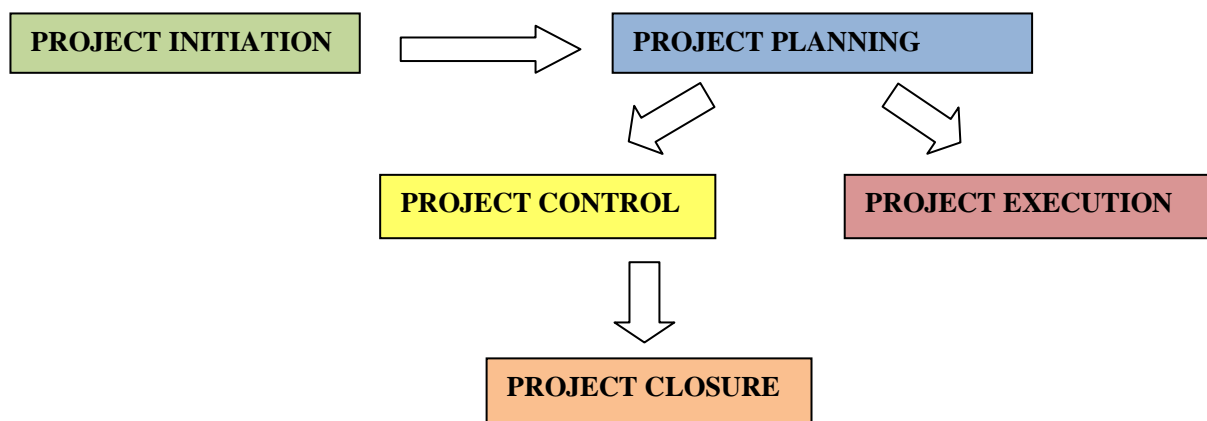 PROJECT INITIATION
PROJECT PLANNING
PROJECT CONTROL
PROJECT EXECUTION
PROJECT CLOSURE